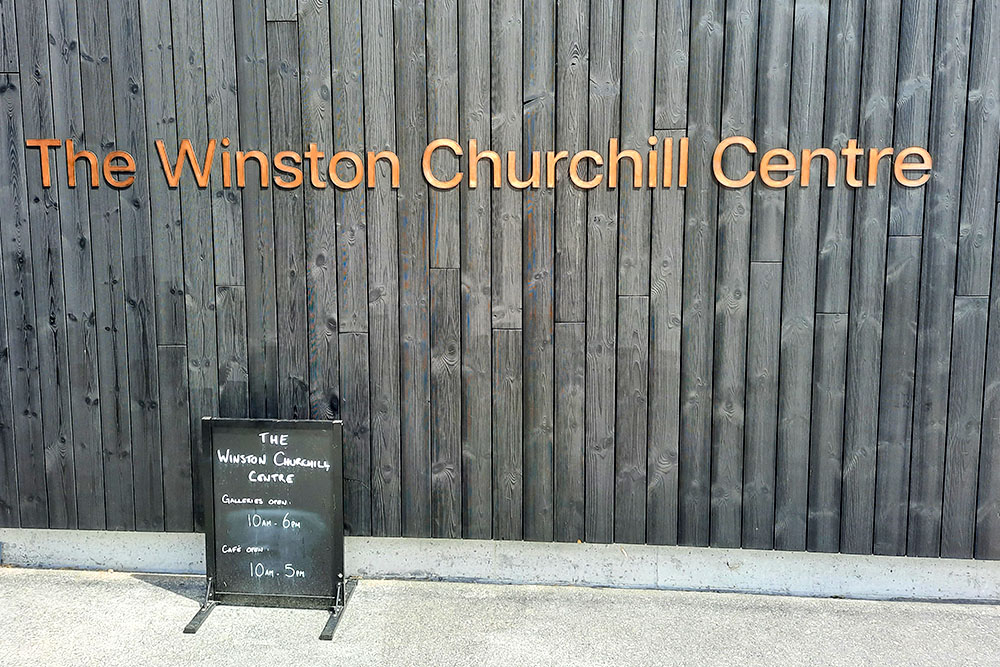 The Winston Churchill Centre
THE
WINSTON CHURCHILL
CENTRE
GALLERIES OPEN.
10AM - 6PM
CAFÉ OPEN.
10AM - 5PM